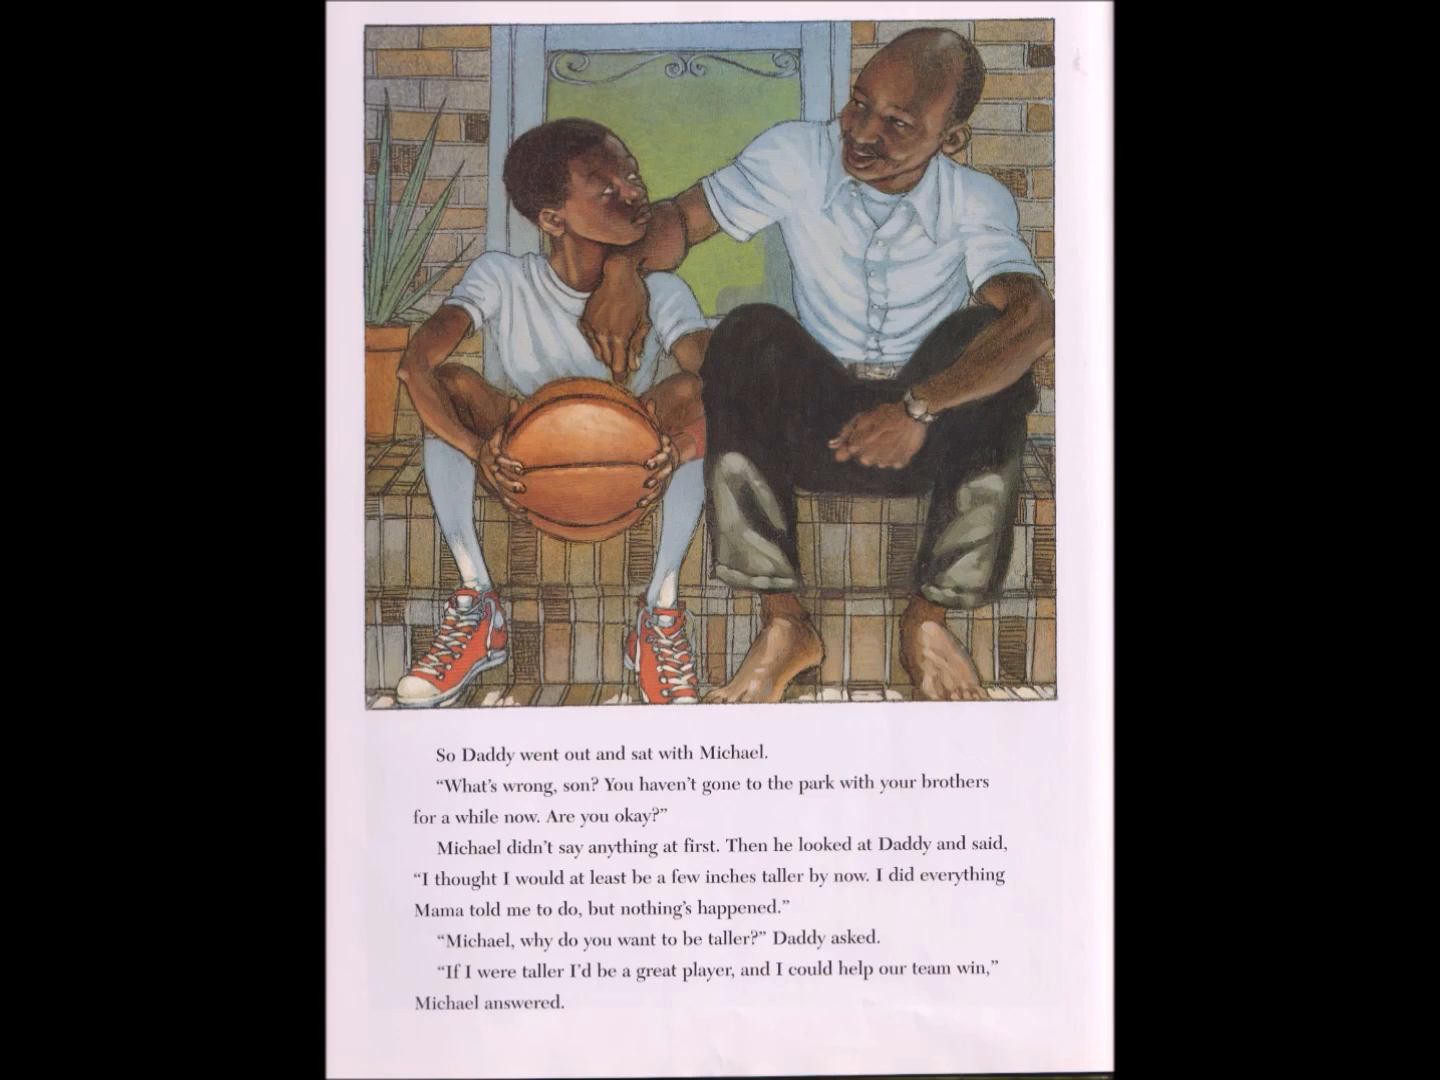 So Daddy went out and sat with Michael.
“What’s wrong, son? You haven’t gone to the park with your brothers
for a while now. Are you okay?”
Michael didn’t say anything at first. Then he looked at Daddy and said,
“I thought I would at least be a few inches taller by now. I did everything
Mama told me to do, but nothing’s happened.”
“Michael, why do you want to be taller?” Daddy asked.
“If I were taller I’d be a great player, and I could help our team win,”
Michael answered.